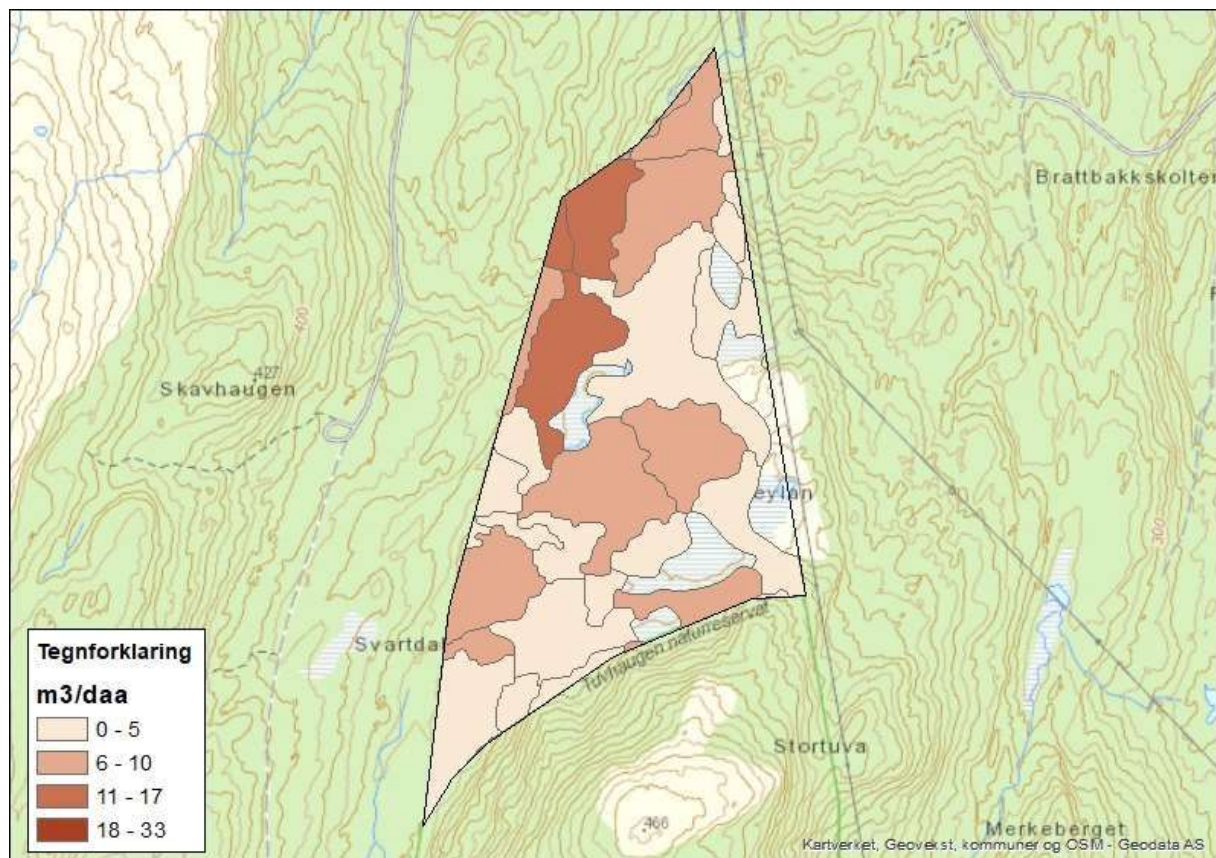 Brattbakkskolten
400
427
Skavhaugen
300
Svartdal
Tuvhaugen naturreservat
Stortuva
466
Merkeberget
Tegnforklaring
m3/daa
0 - 5
6 - 10
11 - 17
18 - 33
Kartverket, Geovekst, kommuner og OSM - Geodata AS